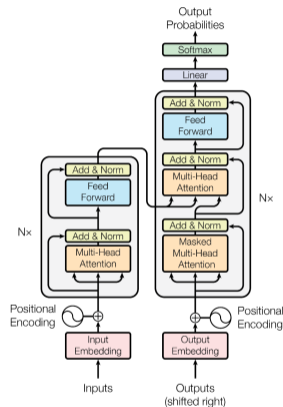 Output
Probabilities
Softmax
Linear
Add & Norm
Feed
Forward
Add & Norm
Multi-Head
Attention
Add & Norm
Masked
Multi-Head
Attention
N×
Add & Norm
Feed
Forward
Add & Norm
Multi-Head
Attention
N×
Positional
Encoding
Positional
Encoding
Input
Embedding
Output
Embedding
Inputs
Outputs
(shifted right)